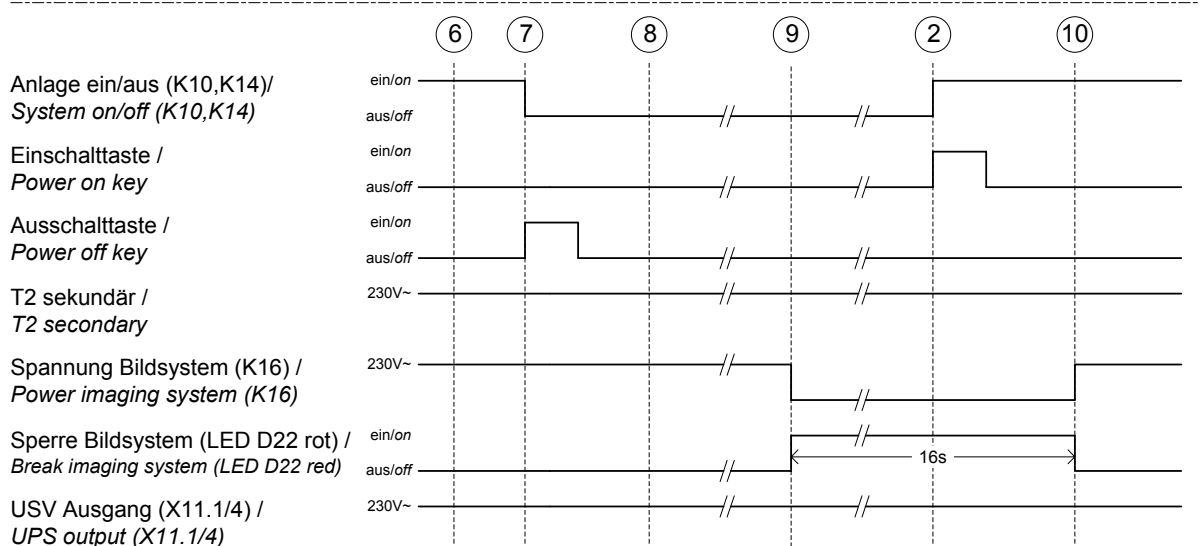 6 7 8 9 2 10
Anlage ein/aus (K10,K14)/
System on/off (K10,K14)
ein/on
aus/off
Einschalttaste /
Power on key
ein/on
aus/off
Ausschalttaste /
Power off key
ein/on
aus/off
T2 sekundär /
T2 secondary
230V~
Spannung Bildsystem (K16) /
Power imaging system (K16)
230V~
Sperre Bildsystem (LED D22 rot) /
Break imaging system (LED D22 red)
ein/on
aus/off
16s
USV Ausgang (X11.1/4) /
UPS output (X11.1/4)
230V~